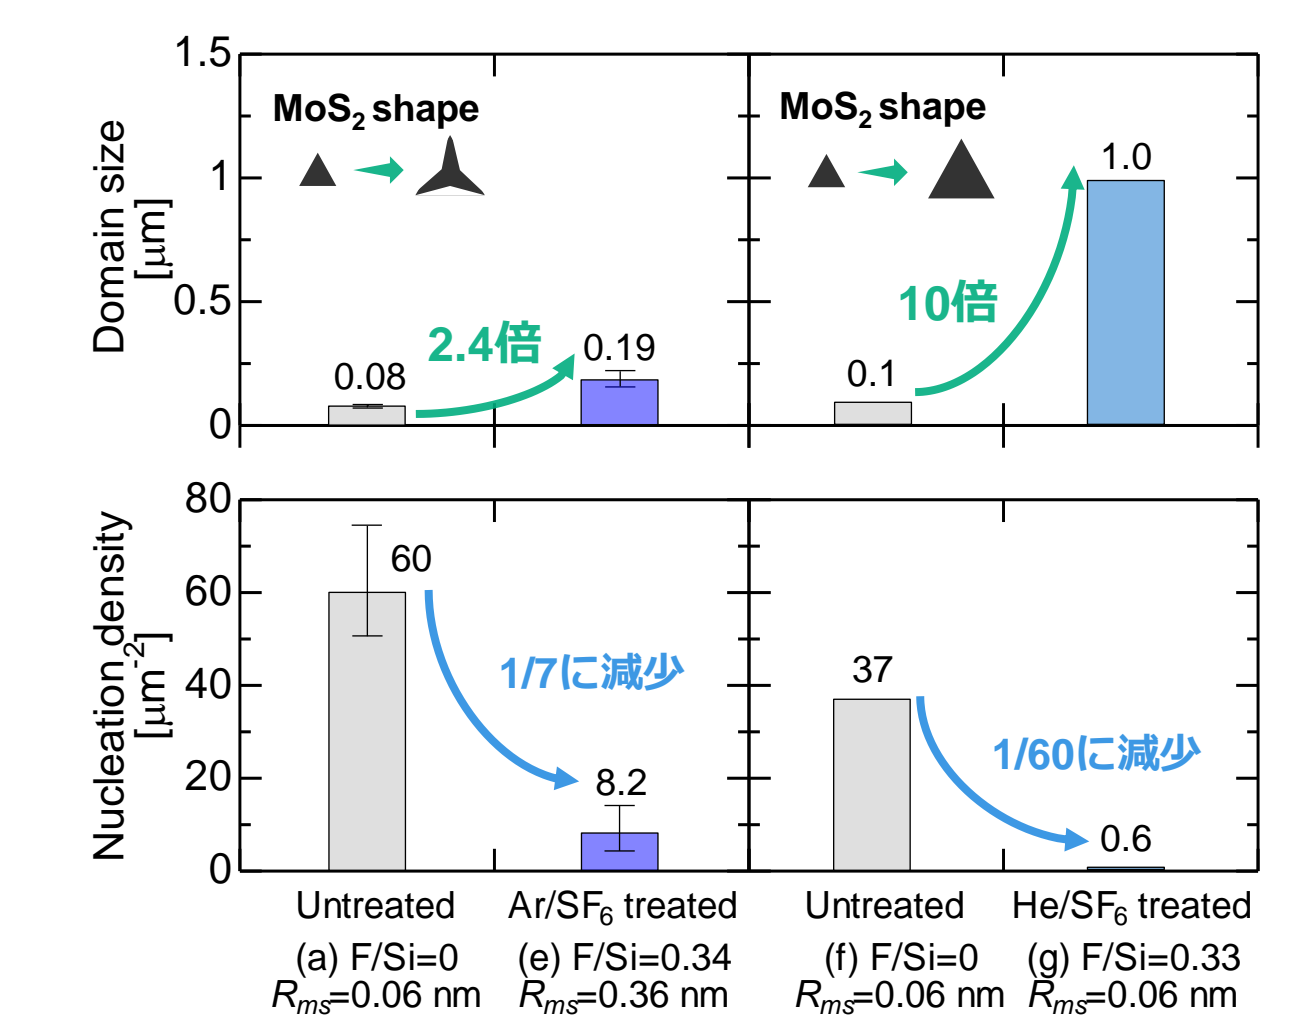 Domain size
[μm]
1.5
1
0.5
0
MoS2 shape
0.08
2.4倍
0.19
MoS2 shape
0.1
10倍
1.0
Nucleation density
[μm-2]
80
60
40
20
0
60
1/7に減少
8.2
37
1/60に減少
0.6
Untreated
(a) F/Si=0
Rms=0.06 nm
Ar/SF6 treated
(e) F/Si=0.34
Rms=0.36 nm
Untreated
(f) F/Si=0
Rms=0.06 nm
He/SF6 treated
(g) F/Si=0.33
Rms=0.06 nm